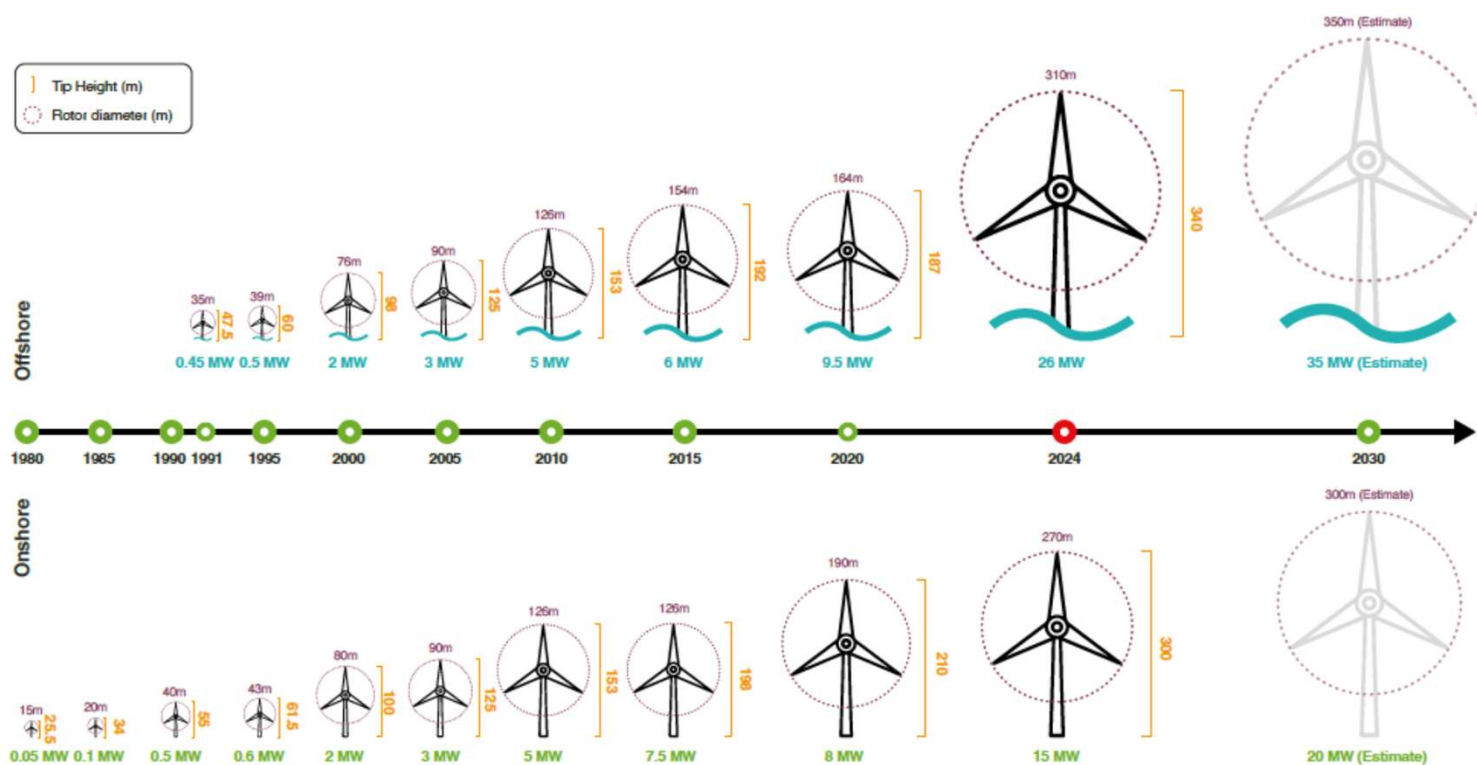 350m (Estimate)
Tip Height (m)
Rotor diameter (m)
310m
340
164m
187
154m
192
126m
153
90m
125
76m
98
39m
60
35m
47.5
Offshore
0.45 MW 0.5 MW 2 MW 3 MW 5 MW 6 MW 9.5 MW 26 MW 35 MW (Estimate)
1980 1985 1990 1991 1995 2000 2005 2010 2015 2020 2024 2030
Onshore
300m (Estimate)
270m
300
190m
210
126m
198
126m
153
90m
125
80m
100
43m
61.5
40m
55
20m
34
15m
25.5
0.05 MW 0.1 MW 0.5 MW 0.6 MW 2 MW 3 MW 5 MW 7.5 MW 8 MW 15 MW 20 MW (Estimate)